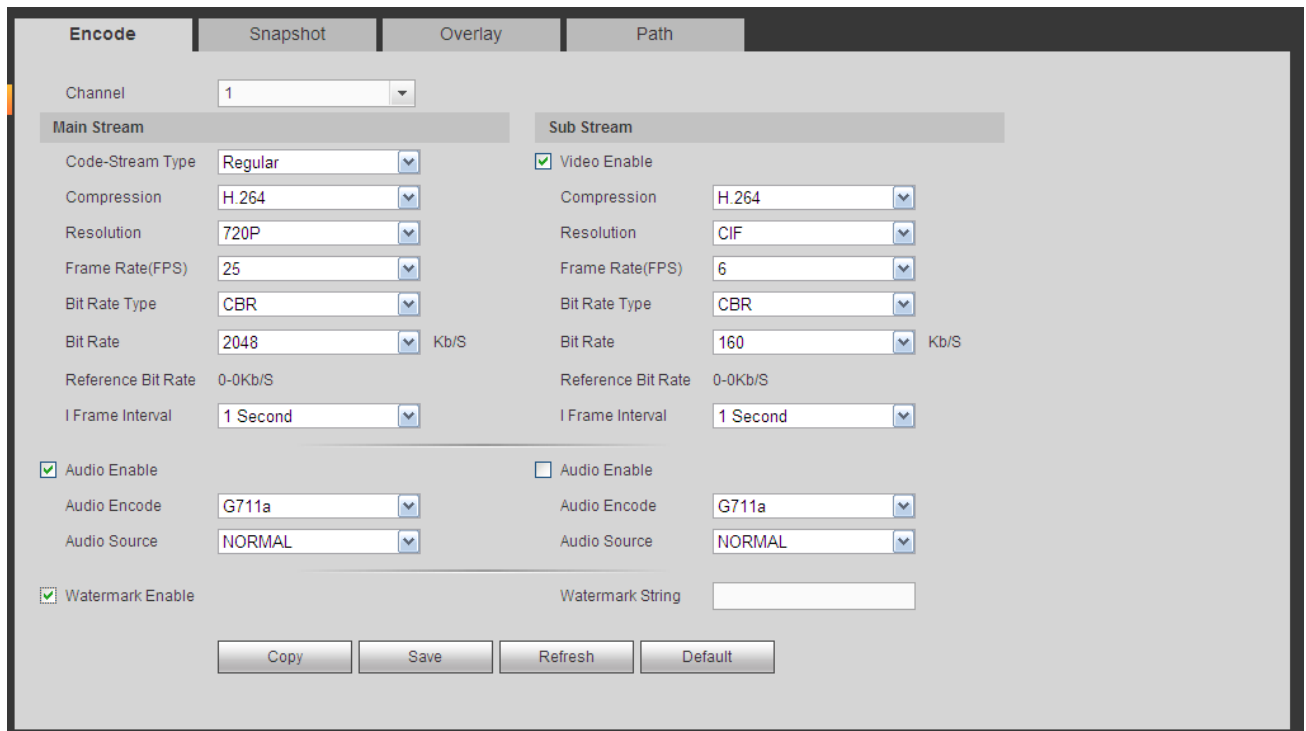 Encode Snapshot Overlay Path
Channel 1
Main Stream Sub Stream
Code-Stream Type Regular Video Enable
Compression H.264 Compression H.264
Resolution 720P Resolution CIF
Frame Rate(FPS) 25 Frame Rate(FPS) 6
Bit Rate Type CBR Bit Rate Type CBR
Bit Rate 2048 Kb/S Bit Rate 160 Kb/S
Reference Bit Rate 0-0Kb/S Reference Bit Rate 0-0Kb/S
I Frame Interval 1 Second I Frame Interval 1 Second
Audio Enable Audio Enable
Audio Encode G711a Audio Encode G711a
Audio Source NORMAL Audio Source NORMAL
Watermark Enable Watermark String
Copy Save Refresh Default